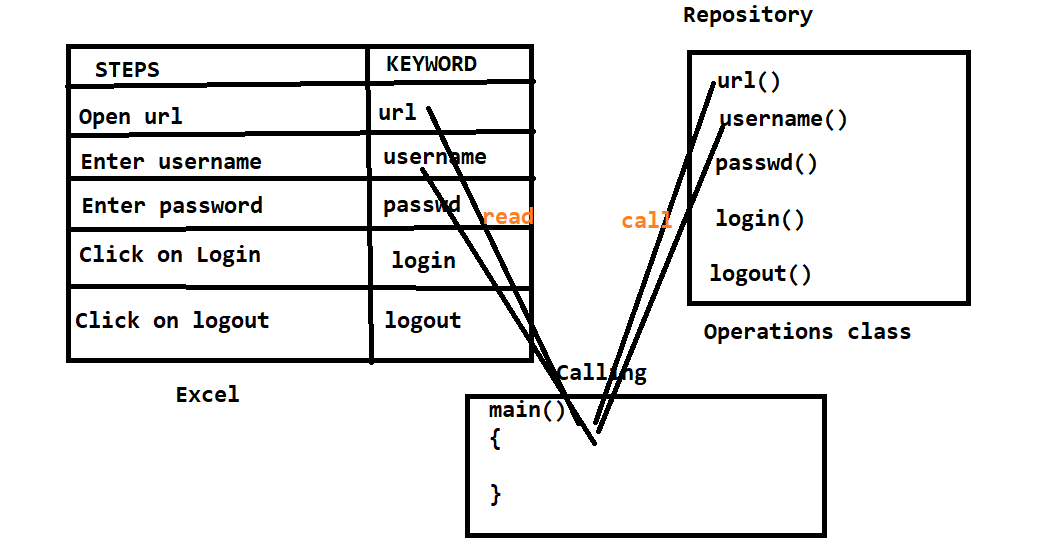 Repository
STEPS KEYWORD
Open url url
Enter username username
Enter password passwd
Click on Login login
Click on logout logout
Excel
read
call
url()
username()
passwd()
login()
logout()
Operations class
Calling
main()
{
}